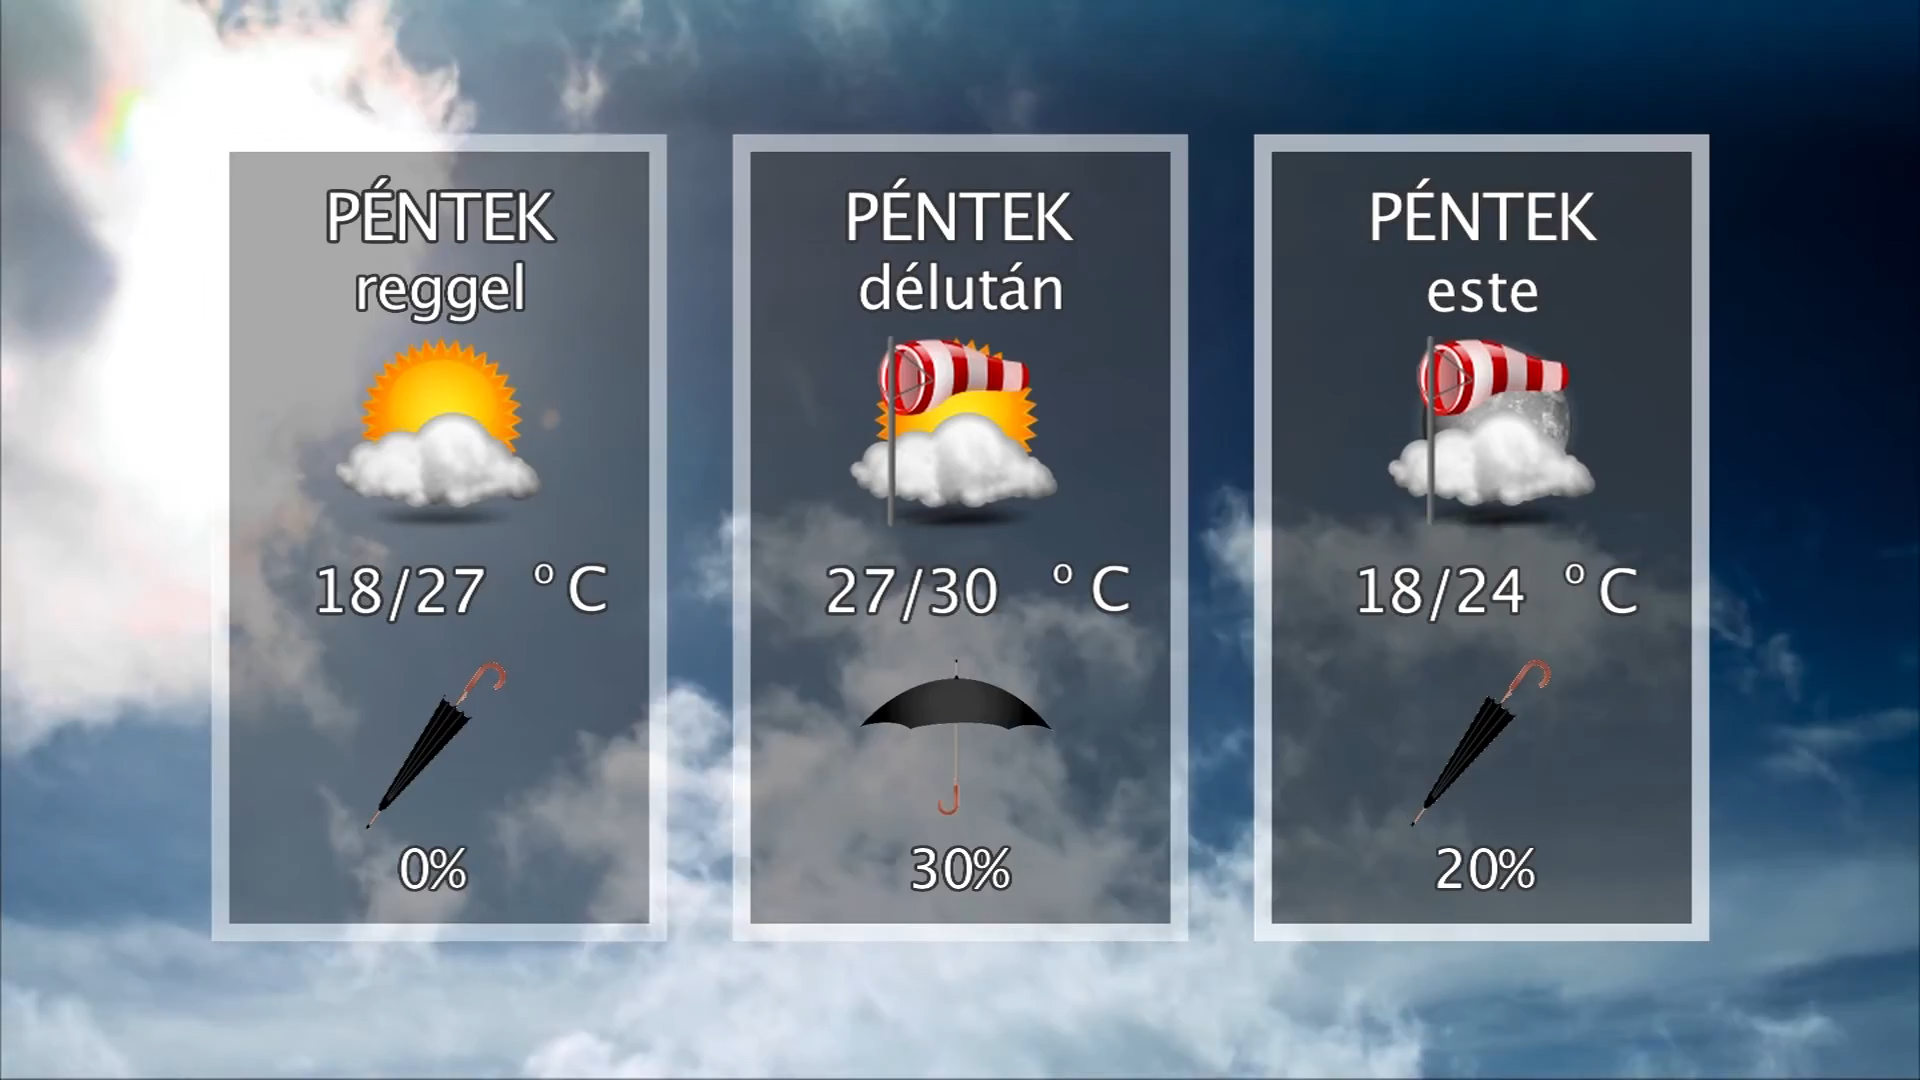 PÉNTEK
reggel
18/27 °C
0%
PÉNTEK
délután
27/30 °C
30%
PÉNTEK
este
18/24 °C
20%